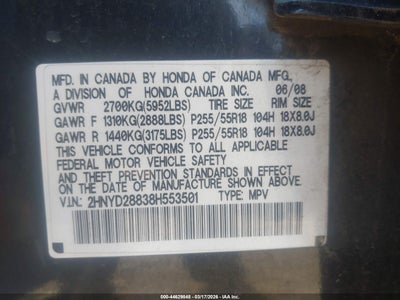 MFD. IN CANADA BY HONDA OF CANADA MFG.,
A DIVISION OF HONDA CANADA INC. 06/08
GVWR 2700KG(5952LBS) TIRE SIZE RIM SIZE
GAWR F 1310KG(2888LBS) P255/55R18 104H 18X8.0J
GAWR R 1440KG(3175LBS) P255/55R18 104H 18X8.0J
THIS VEHICLE CONFORMS TO ALL APPLICABLE
FEDERAL MOTOR VEHICLE SAFETY
AND THEFT PREVENTION STANDARDS IN EFFECT
ON THE DATE OF MANUFACTURE SHOWN ABOVE.
V.I.N.: 2HNYD28838H553501 TYPE: MPV
000-44629848 - 03/17/2026 - IAA Inc.